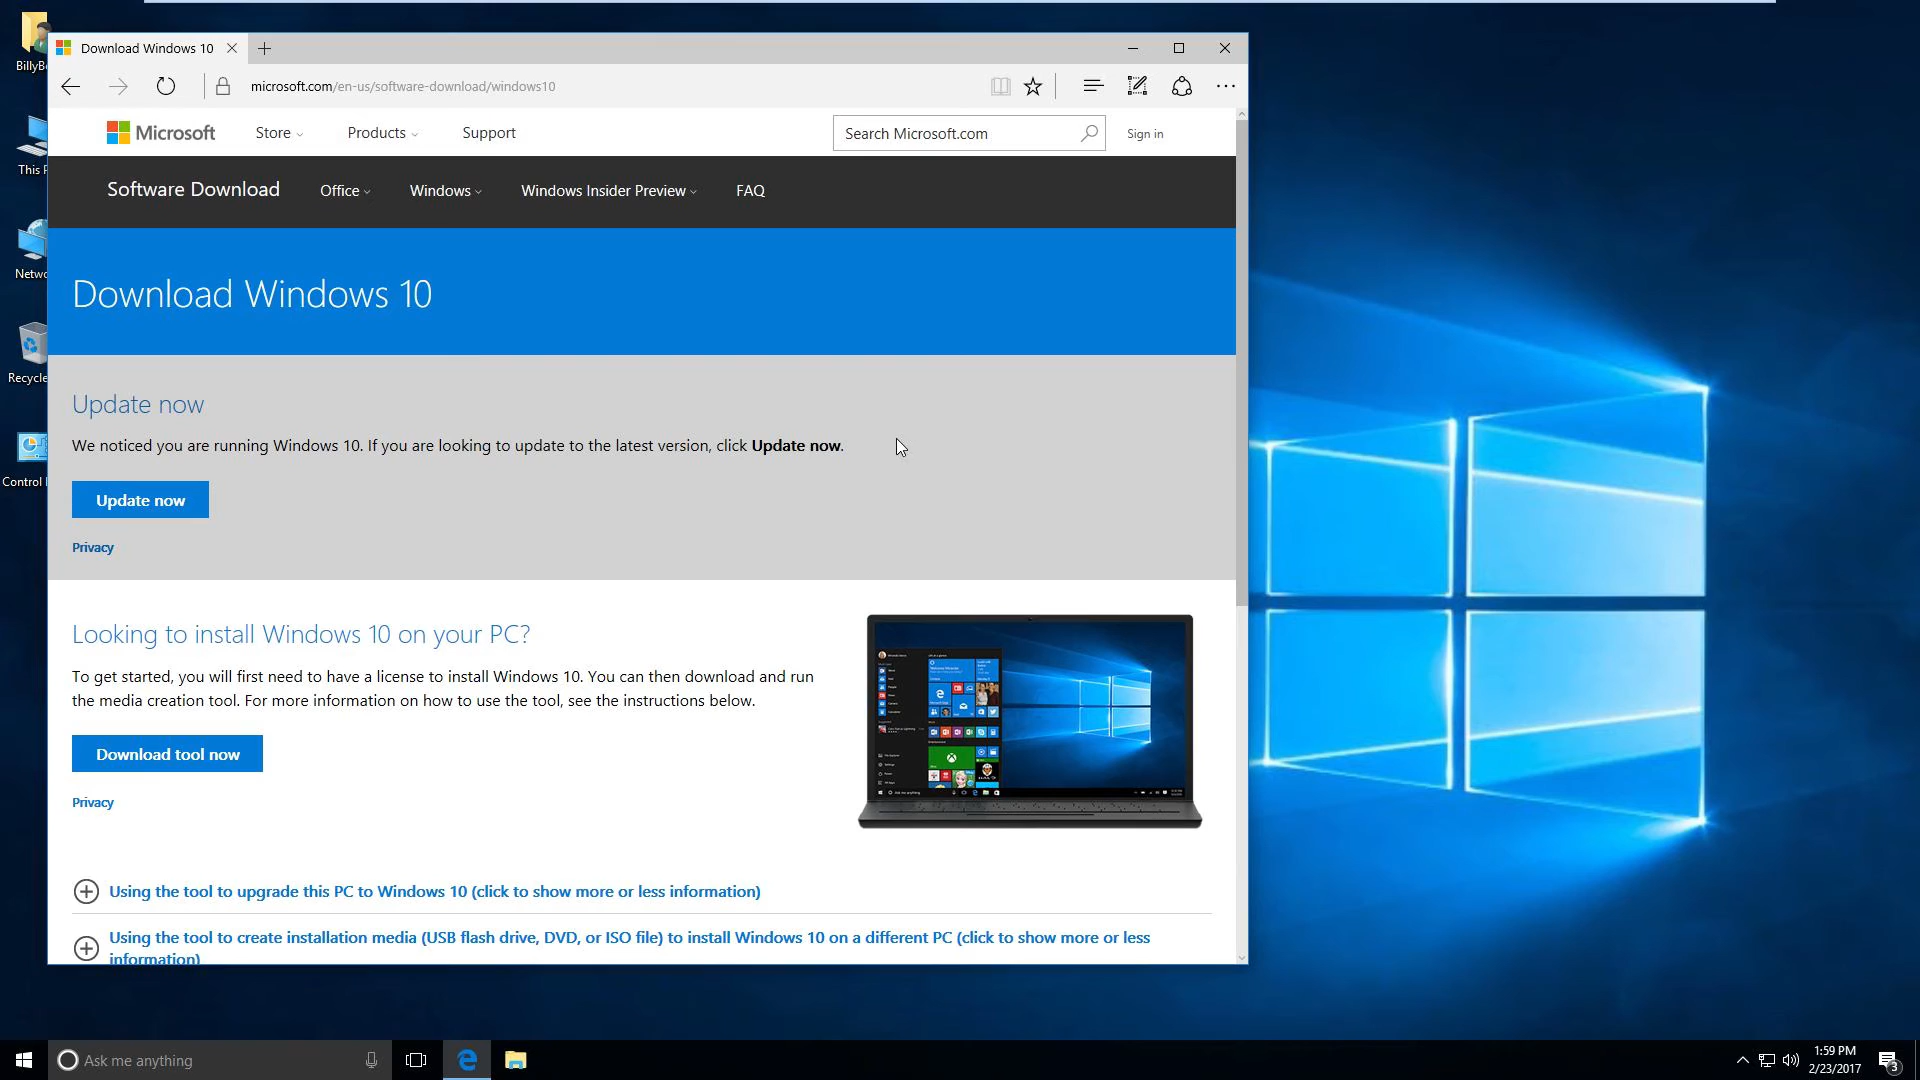 BillyB
Download Windows 10
microsoft.com/en-us/software-download/windows10
Microsoft
Store
Products
Support
Search Microsoft.com
Sign in
This P
Software Download
Office
Windows
Windows Insider Preview
FAQ
Netwo
Download Windows 10
Recycle
Update now
We noticed you are running Windows 10. If you are looking to update to the latest version, click Update now.
Control
Update now
Privacy
Looking to install Windows 10 on your PC?
To get started, you will first need to have a license to install Windows 10. You can then download and run
the media creation tool. For more information on how to use the tool, see the instructions below.
Download tool now
Privacy
Using the tool to upgrade this PC to Windows 10 (click to show more or less information)
Using the tool to create installation media (USB flash drive, DVD, or ISO file) to install Windows 10 on a different PC (click to show more or less
information)
Ask me anything
1:59 PM
2/23/2017
3